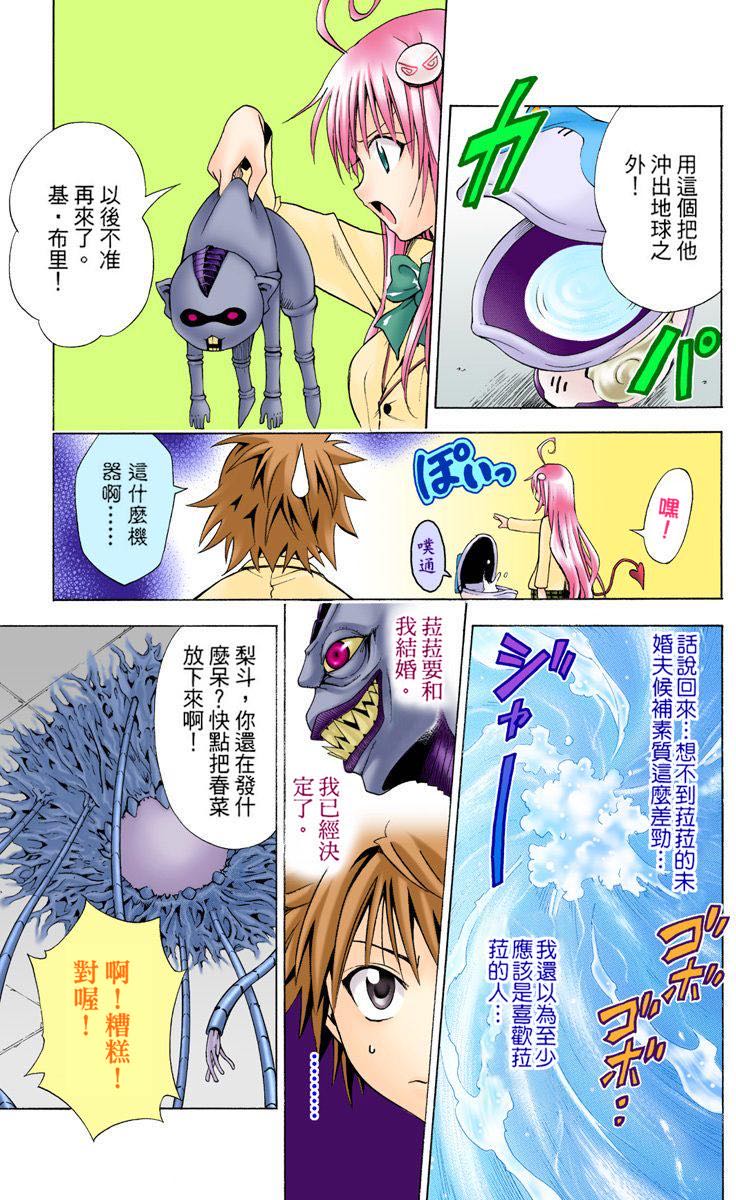 用這個把他
沖出地球之
外！
カパ
以後不准
再來了。
基・布里！
嘿！
ぽいっ
噗通
這什麼機
器啊……
話說回來…想不到菈菈的未
婚夫候補素質這麼差勁…
ジャー
我還以為至少
應該是喜歡菈
菈的人…
ゴボゴボ・・
菈菈要和
我結婚。
我已經決
定了。
…………
梨斗，你還在發什
麼呆？快點把春菜
放下來啊！
啊！糟糕！
對喔！